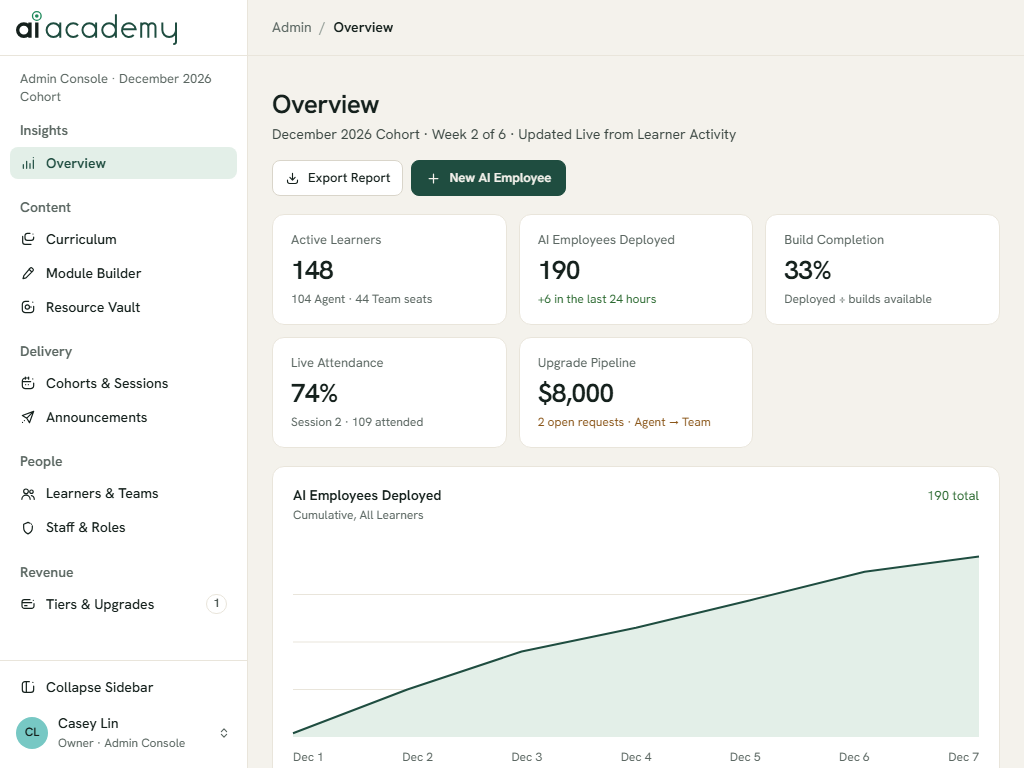 ai academy
Admin / Overview
Admin Console · December 2026
Cohort
Insights
Overview
Content
Curriculum
Module Builder
Resource Vault
Delivery
Cohorts & Sessions
Announcements
People
Learners & Teams
Staff & Roles
Revenue
Tiers & Upgrades 1
Collapse Sidebar
CL
Casey Lin
Owner · Admin Console
Overview
December 2026 Cohort · Week 2 of 6 · Updated Live from Learner Activity
Export Report
New AI Employee
Active Learners
148
104 Agent · 44 Team seats
AI Employees Deployed
190
+6 in the last 24 hours
Build Completion
33%
Deployed ÷ builds available
Live Attendance
74%
Session 2 · 109 attended
Upgrade Pipeline
$8,000
2 open requests · Agent → Team
AI Employees Deployed
190 total
Cumulative, All Learners
Dec 1 Dec 2 Dec 3 Dec 4 Dec 5 Dec 6 Dec 7